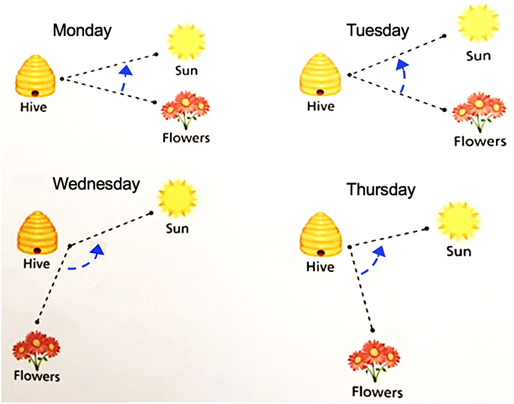 Monday
Sun
Hive
Flowers
Tuesday
Sun
Hive
Flowers
Wednesday
Sun
Hive
Flowers
Thursday
Sun
Hive
Flowers